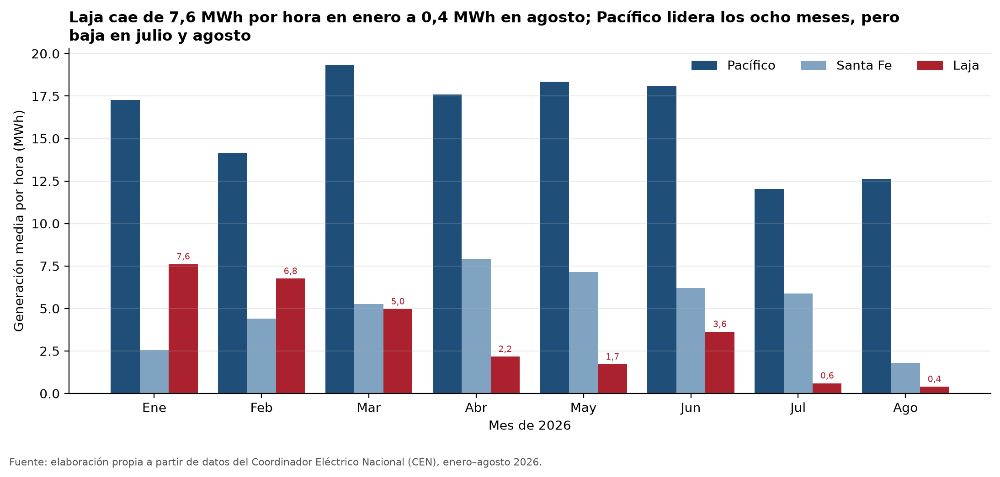 Laja cae de 7,6 MWh por hora en enero a 0,4 MWh en agosto; Pacífico lidera los ocho meses, pero
baja en julio y agosto
Pacífico
Santa Fe
Laja
Generación media por hora (MWh)
20.0
17.5
15.0
12.5
10.0
7.5
5.0
2.5
0.0
7,6
6,8
5,0
2,2
1,7
3,6
0,6
0,4
Ene
Feb
Mar
Abr
May
Jun
Jul
Ago
Mes de 2026
Fuente: elaboración propia a partir de datos del Coordinador Eléctrico Nacional (CEN), enero–agosto 2026.